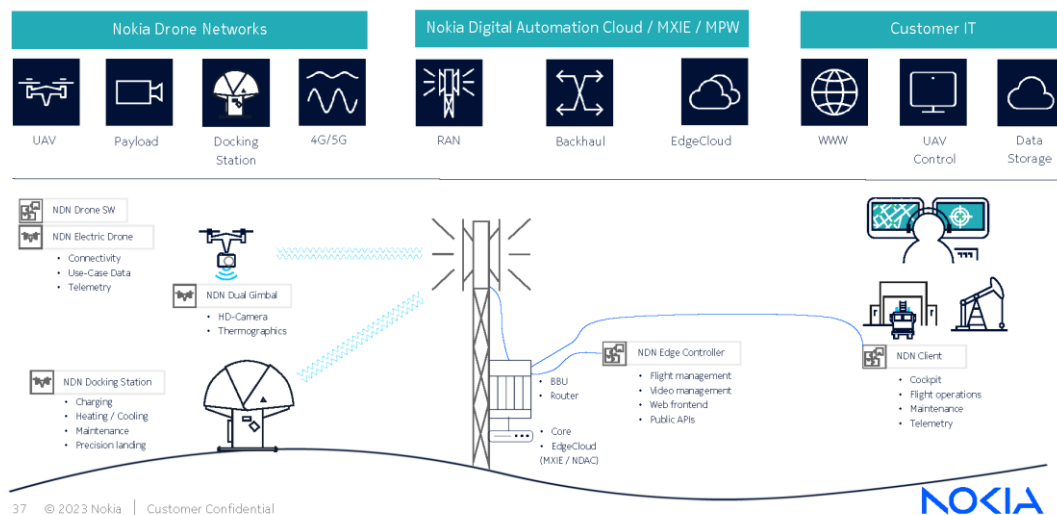 Nokia Drone Networks
Nokia Digital Automation Cloud / MXIE / MPW
Customer IT
UAV
Payload
Docking
Station
4G/5G
RAN
Backhaul
EdgeCloud
WWW
UAV
Control
Data
Storage
NDN Drone SW
NDN Electric Drone
• Connectivity
• Use-Case Data
• Telemetry
NDN Dual Gimbal
• HD-Camera
• Thermographics
NDN Docking Station
• Charging
• Heating / Cooling
• Maintenance
• Precision landing
• BBU
• Router
• Core
• EdgeCloud
(MXIE / NDAC)
NDN Edge Controller
• Flight management
• Video management
• Web frontend
• Public APIs
NDN Client
• Cockpit
• Flight operations
• Maintenance
• Telemetry
37 © 2023 Nokia | Customer Confidential
NOKIA